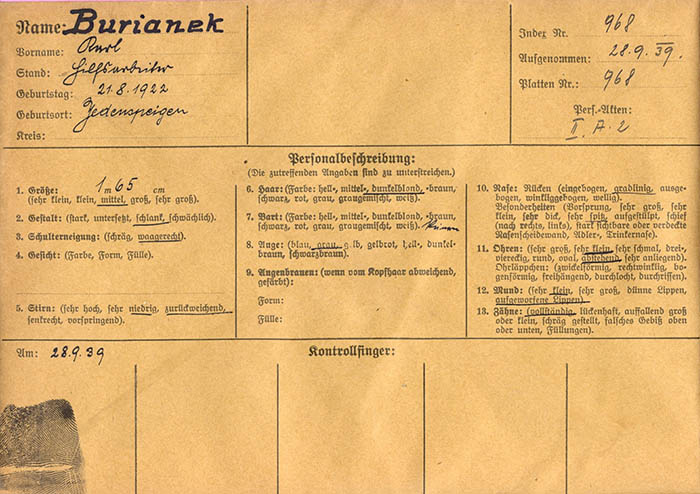 Name: Burianek
Vorname: Karl
Stand: Hilfsarbeiter
Geburtstag: 21.8.1922
Geburtsort: Jedenspeigen
Kreis:
Index Nr. 968
Aufgenommen: 28.9.39.
Platten Nr.: 968
Pers.-Akten:
II. A. 2
Personalbeschreibung:
(Die zutreffenden Angaben sind zu unterstreichen.)
1. Größe: 1 m 65 cm
(sehr klein, klein, mittel, groß, sehr groß).
2. Gestalt: (stark, untersetzt, schlank, schwächlich).
3. Schulterneigung: (schräg, waagerecht).
4. Gesicht: (Farbe, Form, Fülle).
5. Stirn: (sehr hoch, sehr niedrig, zurückweichend,
senkrecht, vorspringend).
6. Haar: (Farbe: hell-, mittel-, dunkelblond, -braun,
schwarz, rot, grau, graugemischt, weiß).
7. Bart: (Farbe: hell-, mittel-, dunkelblond, -braun,
schwarz, rot, grau, graugemischt, weiß).
8. Auge: (blau, grau, gelb, gelbrot, hell-, dunkel-
braun, schwarzbraun).
9. Augenbrauen: (wenn vom Kopfhaar abweichend,
gefärbt):
Form:
Fülle:
10. Nase: Rücken (eingebogen, gradlinig, ausge-
bogen, winkliggebogen, wellig).
Besonderheiten (Vorsprung, sehr groß, sehr
klein, sehr dick, sehr spitz, aufgestülpt, schief
(nach rechts, links), stark sichtbare oder verdeckte
Nasenscheidewand, Adler-, Trinkernase).
11. Ohren: (sehr groß, sehr klein, sehr schmal, drei-,
viereckig, rund, oval, abstehend, sehr anliegend).
Ohrläppchen: (zwickelförmig, rechtwinklig, bo-
genförmig, freihängend, durchlocht, durchrissen).
12. Mund: (sehr klein, sehr groß, dünne Lippen,
aufgeworfene Lippen).
13. Zähne: (vollständig, lückenhaft, auffallend groß
oder klein, schräg gestellt, falsches Gebiß oben
oder unten, Füllungen).
Am: 28.9.39
Kontrollfinger: